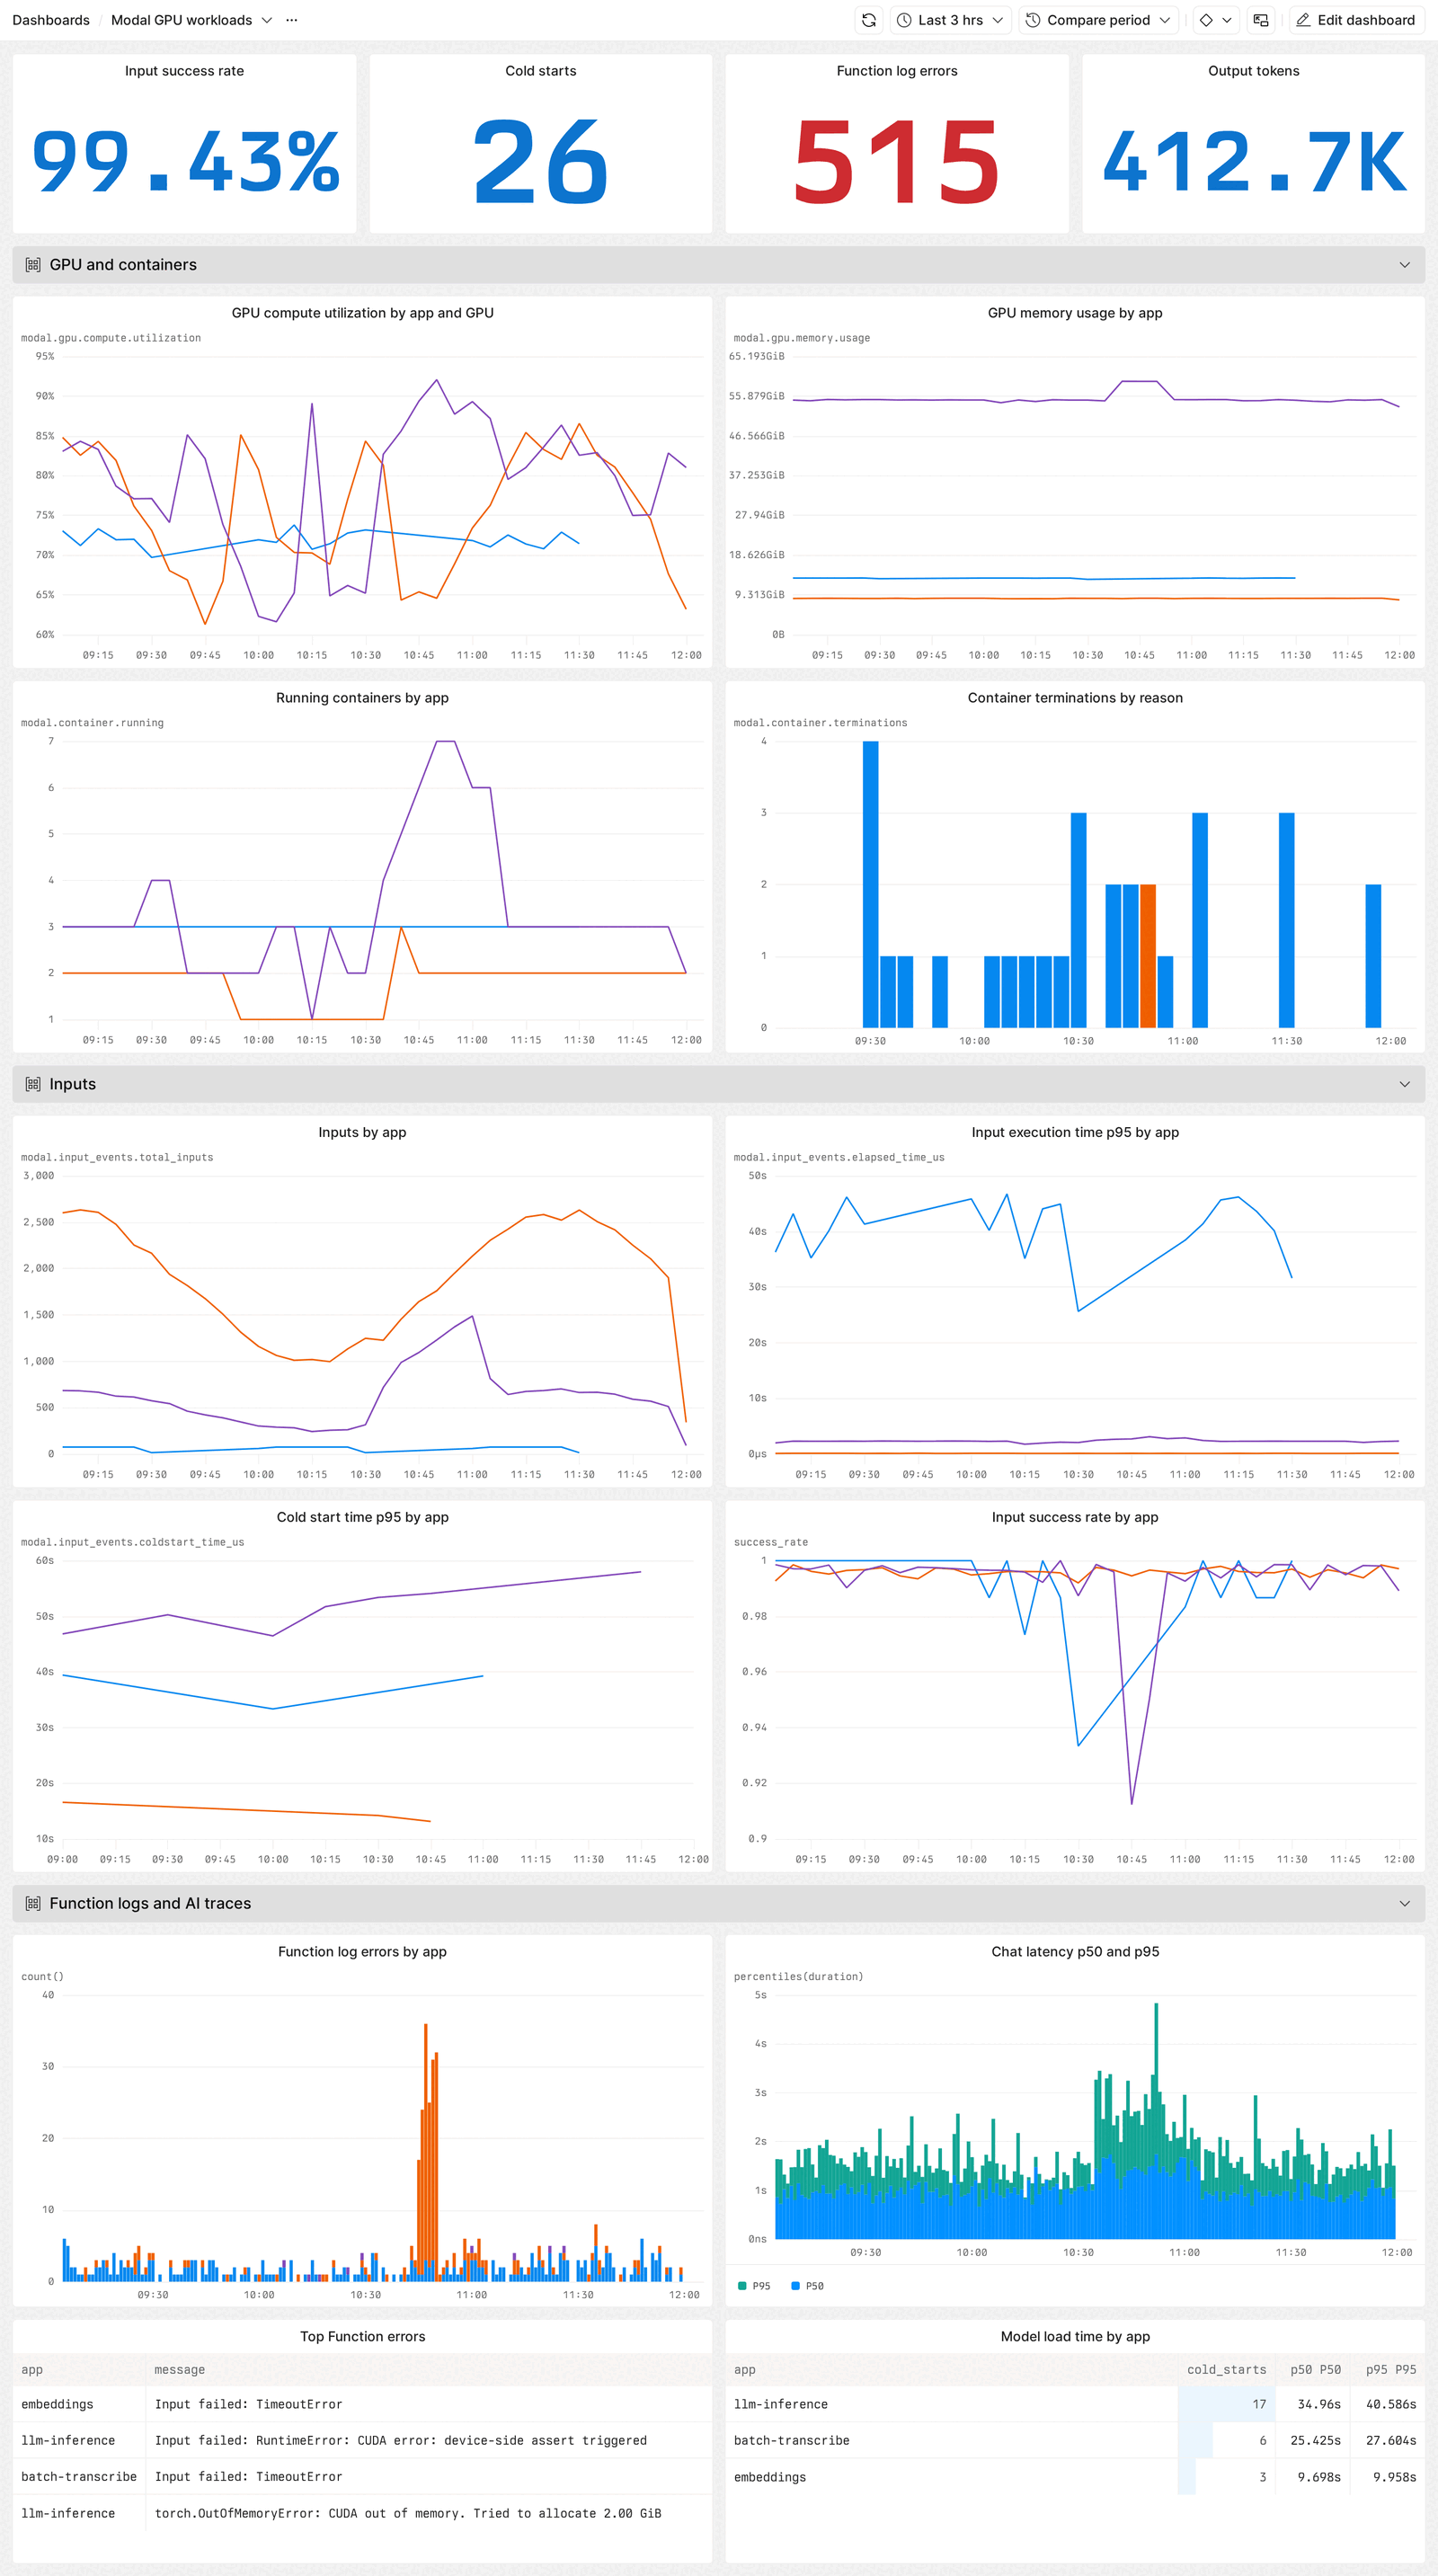 Dashboards / Modal GPU workloads ...
Last 3 hrs Compare period Edit dashboard
Input success rate Cold starts Function log errors Output tokens
99.43% 26 515 412.7K
GPU and containers
GPU compute utilization by app and GPU
modal.gpu.compute.utilization
95%
90%
85%
80%
75%
70%
65%
60%
09:15 09:30 09:45 10:00 10:15 10:30 10:45 11:00 11:15 11:30 11:45 12:00
GPU memory usage by app
modal.gpu.memory.usage
65.193GiB
55.879GiB
46.566GiB
37.253GiB
27.94GiB
18.626GiB
9.313GiB
0B
09:15 09:30 09:45 10:00 10:15 10:30 10:45 11:00 11:15 11:30 11:45 12:00
Running containers by app
modal.container.running
7
6
5
4
3
2
1
09:15 09:30 09:45 10:00 10:15 10:30 10:45 11:00 11:15 11:30 11:45 12:00
Container terminations by reason
modal.container.terminations
4
3
2
1
0
09:30 10:00 10:30 11:00 11:30 12:00
Inputs
Inputs by app
modal.input_events.total_inputs
3,000
2,500
2,000
1,500
1,000
500
0
09:15 09:30 09:45 10:00 10:15 10:30 10:45 11:00 11:15 11:30 11:45 12:00
Input execution time p95 by app
modal.input_events.elapsed_time_us
50s
40s
30s
20s
10s
0µs
09:15 09:30 09:45 10:00 10:15 10:30 10:45 11:00 11:15 11:30 11:45 12:00
Cold start time p95 by app
modal.input_events.coldstart_time_us
60s
50s
40s
30s
20s
10s
09:00 09:15 09:30 09:45 10:00 10:15 10:30 10:45 11:00 11:15 11:30 11:45 12:00
Input success rate by app
success_rate
1
0.98
0.96
0.94
0.92
0.9
09:15 09:30 09:45 10:00 10:15 10:30 10:45 11:00 11:15 11:30 11:45 12:00
Function logs and AI traces
Function log errors by app
count()
40
30
20
10
0
09:30 10:00 10:30 11:00 11:30 12:00
Chat latency p50 and p95
percentiles(duration)
5s
4s
3s
2s
1s
0ns
09:30 10:00 10:30 11:00 11:30 12:00
P95 P50
Top Function errors
app message
embeddings Input failed: TimeoutError
llm-inference Input failed: RuntimeError: CUDA error: device-side assert triggered
batch-transcribe Input failed: TimeoutError
llm-inference torch.OutOfMemoryError: CUDA out of memory. Tried to allocate 2.00 GiB
Model load time by app
app cold_starts p50 P50 p95 P95
llm-inference 17 34.96s 40.586s
batch-transcribe 6 25.425s 27.604s
embeddings 3 9.698s 9.958s